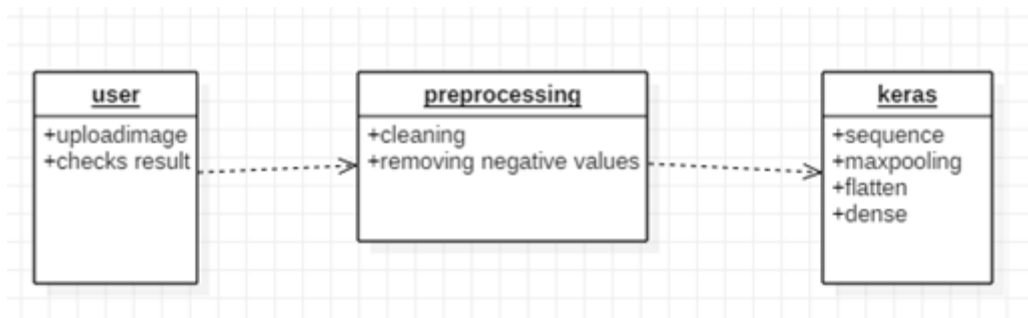 user
+uploadimage
+checks result
preprocessing
+cleaning
+removing negative values
keras
+sequence
+maxpooling
+flatten
+dense